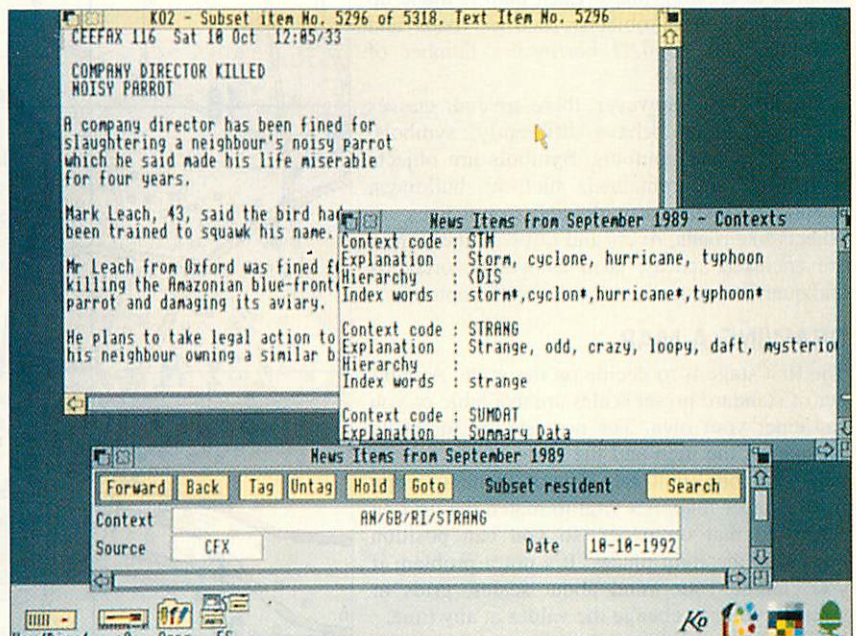 K02 - Subset item No. 5296 of 5318. Text Item No. 5296
CEEFAX 116 Sat 10 Oct 12:05/33
COMPANY DIRECTOR KILLED
NOISY PARROT
A company director has been fined for
slaughtering a neighbour's noisy parrot
which he said made his life miserable
for four years.
Mark Leach, 43, said the bird had
been trained to squawk his name.
Mr Leach from Oxford was fined
killing the Amazonian blue-front
parrot and damaging its aviary.
He plans to take legal action to
his neighbour owning a similar
News Items from September 1989 - Contexts
Context code : STM
Explanation : Storm, cyclone, hurricane, typhoon
Hierarchy : <DIS
Index words : storm*,cyclon*,hurricane*,typhoon*
Context code : STRANG
Explanation : Strange, odd, crazy, loopy, daft, mysteriou
Hierarchy :
Index words : strange
Context code : SUMDAT
Explanation : Summary Data
News Items from September 1989
Forward Back Tag Untag Hold Goto Subset resident Search
Context AN/GB/RI/STRANG
Source CFX Date 10-10-1992
Ko